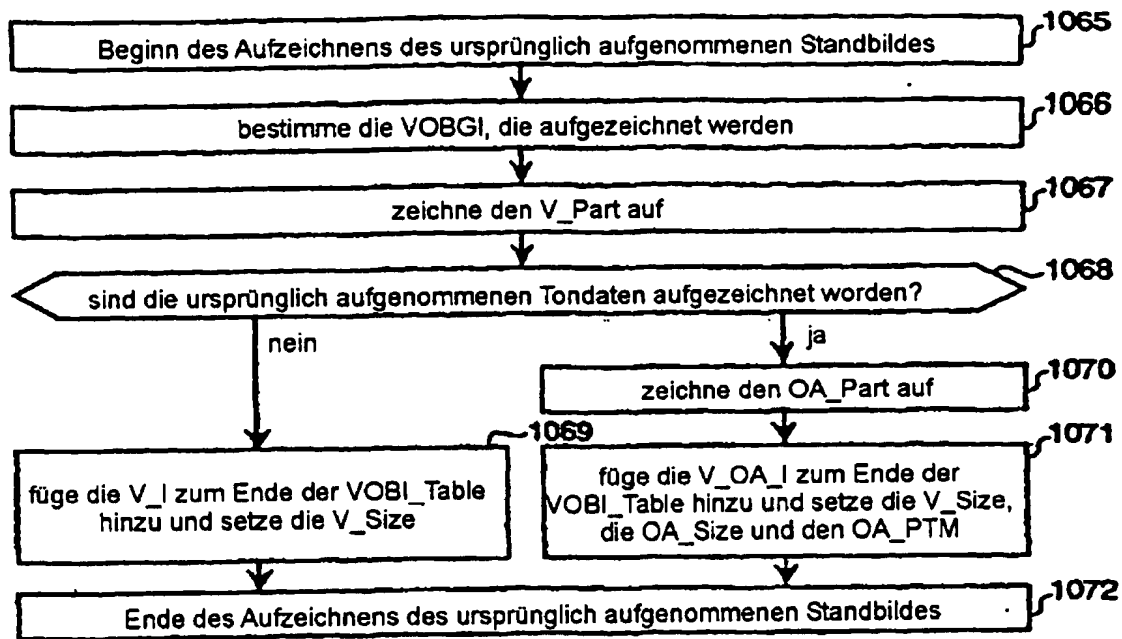 Beginn des Aufzeichnens des ursprünglich aufgenommenen Standbildes
1065
bestimme die VOBGI, die aufgezeichnet werden
1066
zeichne den V_Part auf
1067
sind die ursprünglich aufgenommenen Tondaten aufgezeichnet worden?
1068
nein
ja
zeichne den OA_Part auf
1070
1069
füge die V_I zum Ende der VOBI_Table
hinzu und setze die V_Size
1071
füge die V_OA_I zum Ende der
VOBI_Table hinzu und setze die V_Size,
die OA_Size und den OA_PTM
Ende des Aufzeichnens des ursprünglich aufgenommenen Standbildes
1072